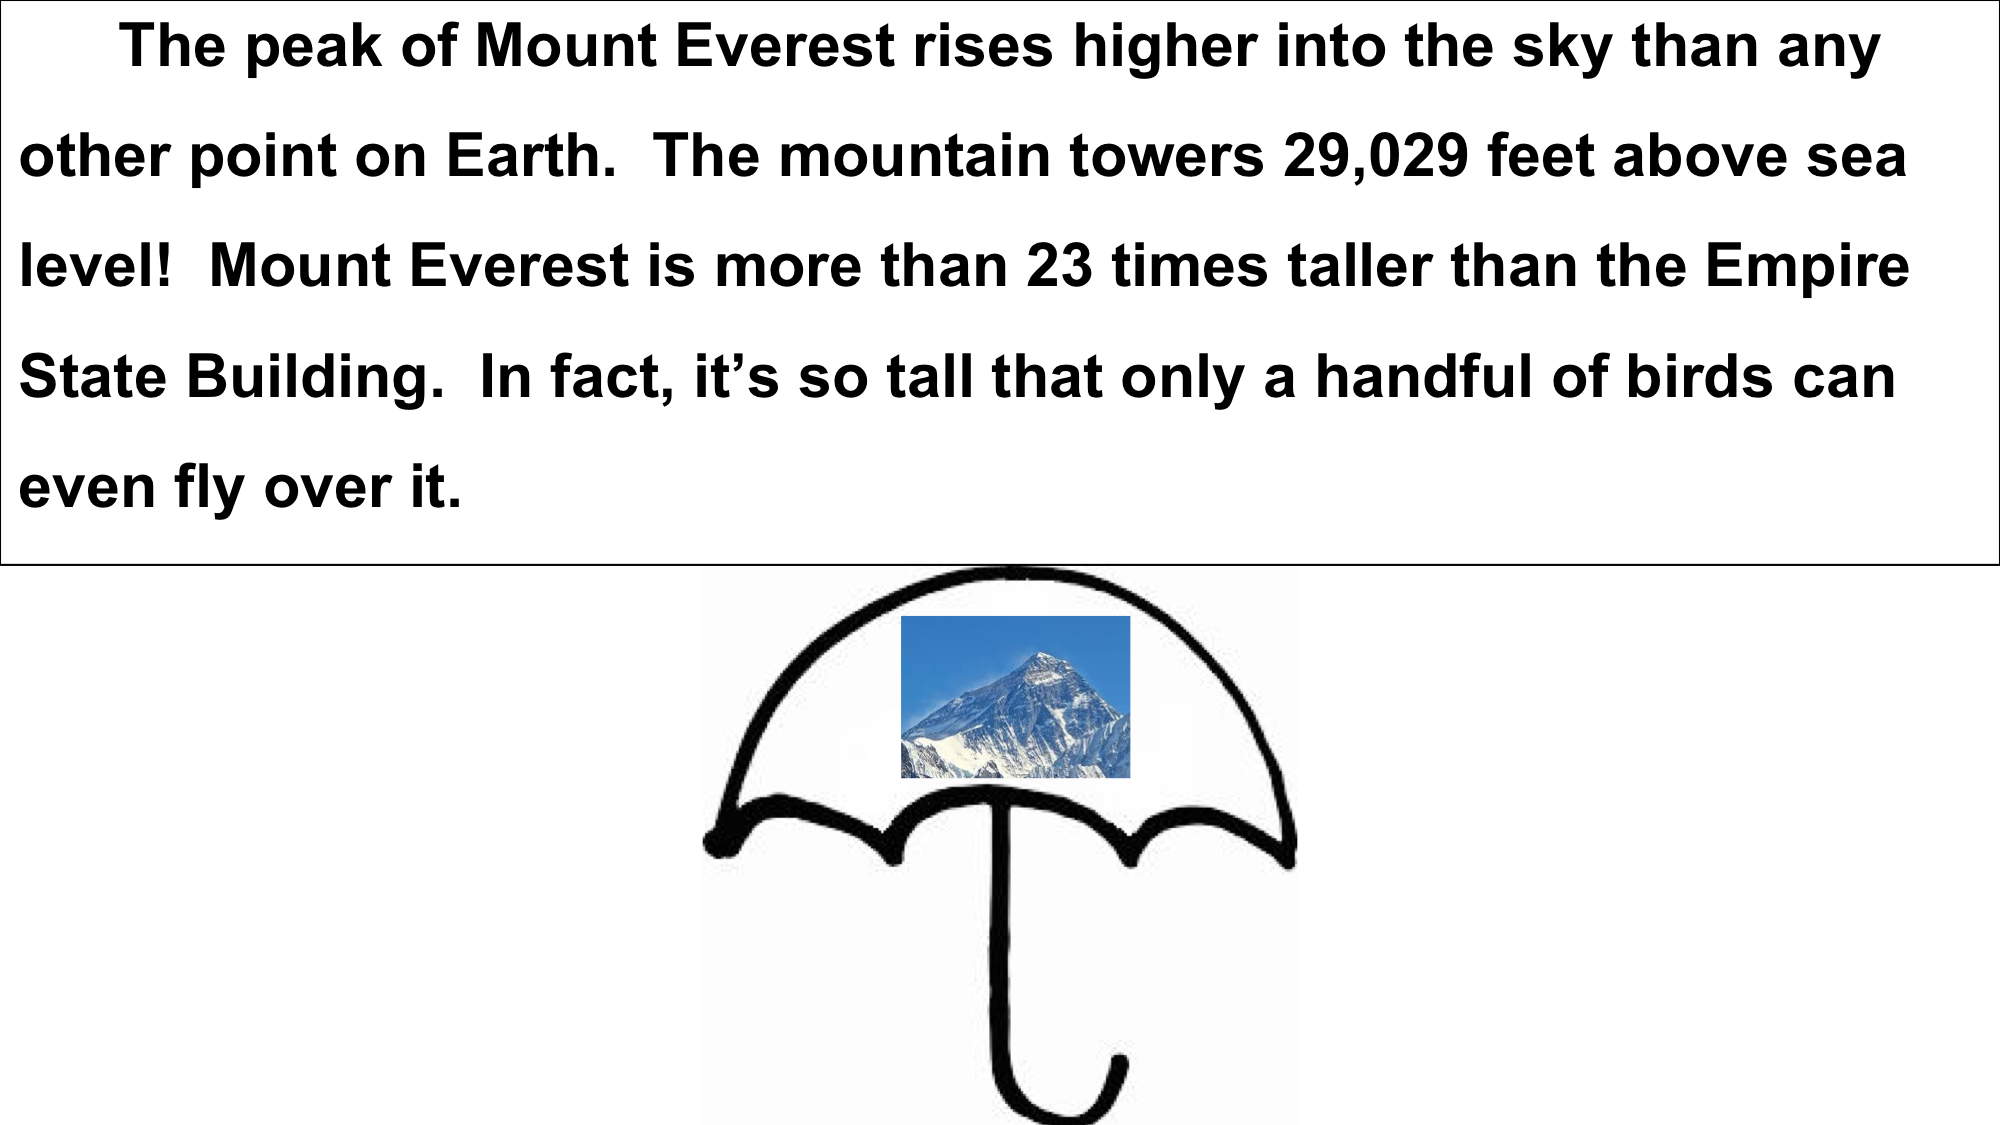 The peak of Mount Everest rises higher into the sky than any
other point on Earth.  The mountain towers 29,029 feet above sea
level!  Mount Everest is more than 23 times taller than the Empire
State Building.  In fact, it’s so tall that only a handful of birds can
even fly over it.